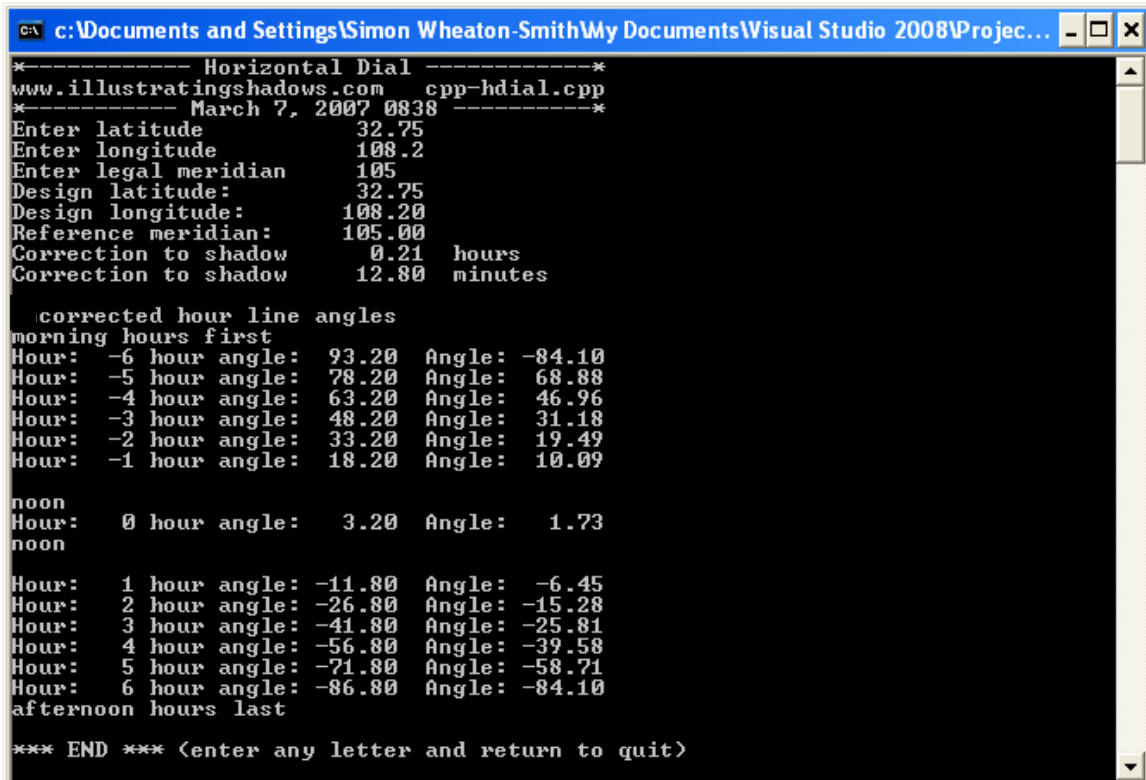 c:\Documents and Settings\Simon Wheaton-Smith\My Documents\Visual Studio 2008\Projec...
*------------ Horizontal Dial ------------*
www.illustratingshadows.com   cpp-hdial.cpp
*----------- March 7, 2007 0838 ----------*
Enter latitude             32.75
Enter longitude            108.2
Enter legal meridian       105
Design latitude:           32.75
Design longitude:         108.20
Reference meridian:       105.00
Correction to shadow        0.21  hours
Correction to shadow       12.80  minutes
corrected hour line angles
morning hours first
Hour:  -6 hour angle:  93.20  Angle: -84.10
Hour:  -5 hour angle:  78.20  Angle:  68.88
Hour:  -4 hour angle:  63.20  Angle:  46.96
Hour:  -3 hour angle:  48.20  Angle:  31.18
Hour:  -2 hour angle:  33.20  Angle:  19.49
Hour:  -1 hour angle:  18.20  Angle:  10.09
noon
Hour:   0 hour angle:   3.20  Angle:   1.73
noon
Hour:   1 hour angle: -11.80  Angle:  -6.45
Hour:   2 hour angle: -26.80  Angle: -15.28
Hour:   3 hour angle: -41.80  Angle: -25.81
Hour:   4 hour angle: -56.80  Angle: -39.58
Hour:   5 hour angle: -71.80  Angle: -58.71
Hour:   6 hour angle: -86.80  Angle: -84.10
afternoon hours last
*** END *** (enter any letter and return to quit)